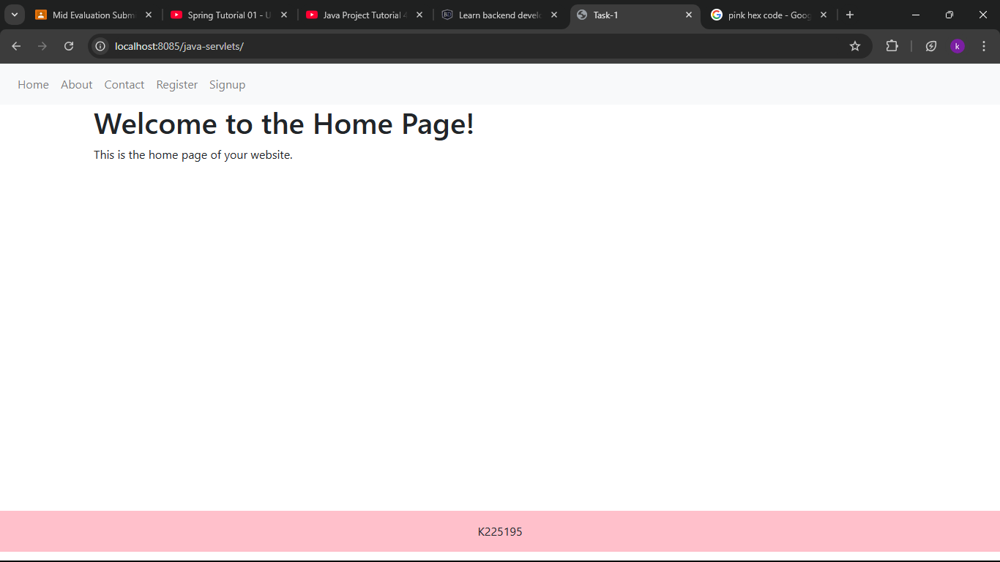 Mid Evaluation Subm
Spring Tutorial 01 - U
Java Project Tutorial 4
Learn backend develo
Task-1
pink hex code - Goog
localhost:8085/java-servlets/
k
Home About Contact Register Signup
Welcome to the Home Page!
This is the home page of your website.
K225195